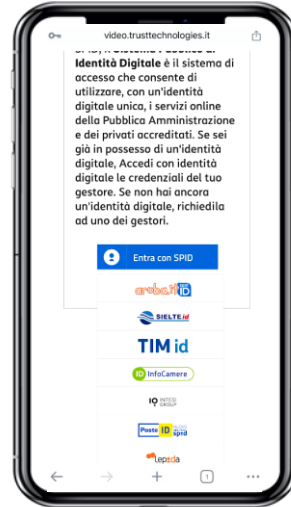 video.trusttechnologies.it
Identità Digitale è il sistema di
accesso che consente di
utilizzare, con un'identità
digitale unica, i servizi online
della Pubblica Amministrazione
e dei privati accreditati. Se sei
già in possesso di un'identità
digitale, Accedi con identità
digitale le credenziali del tuo
gestore. Se non hai ancora
un'identità digitale, richiedila
ad uno dei gestori.
Entra con SPID
aruba.it ID
SIELTE id
TIM id
ID InfoCamere
IQ INTESI GROUP
Poste ID spid
Lepida
1